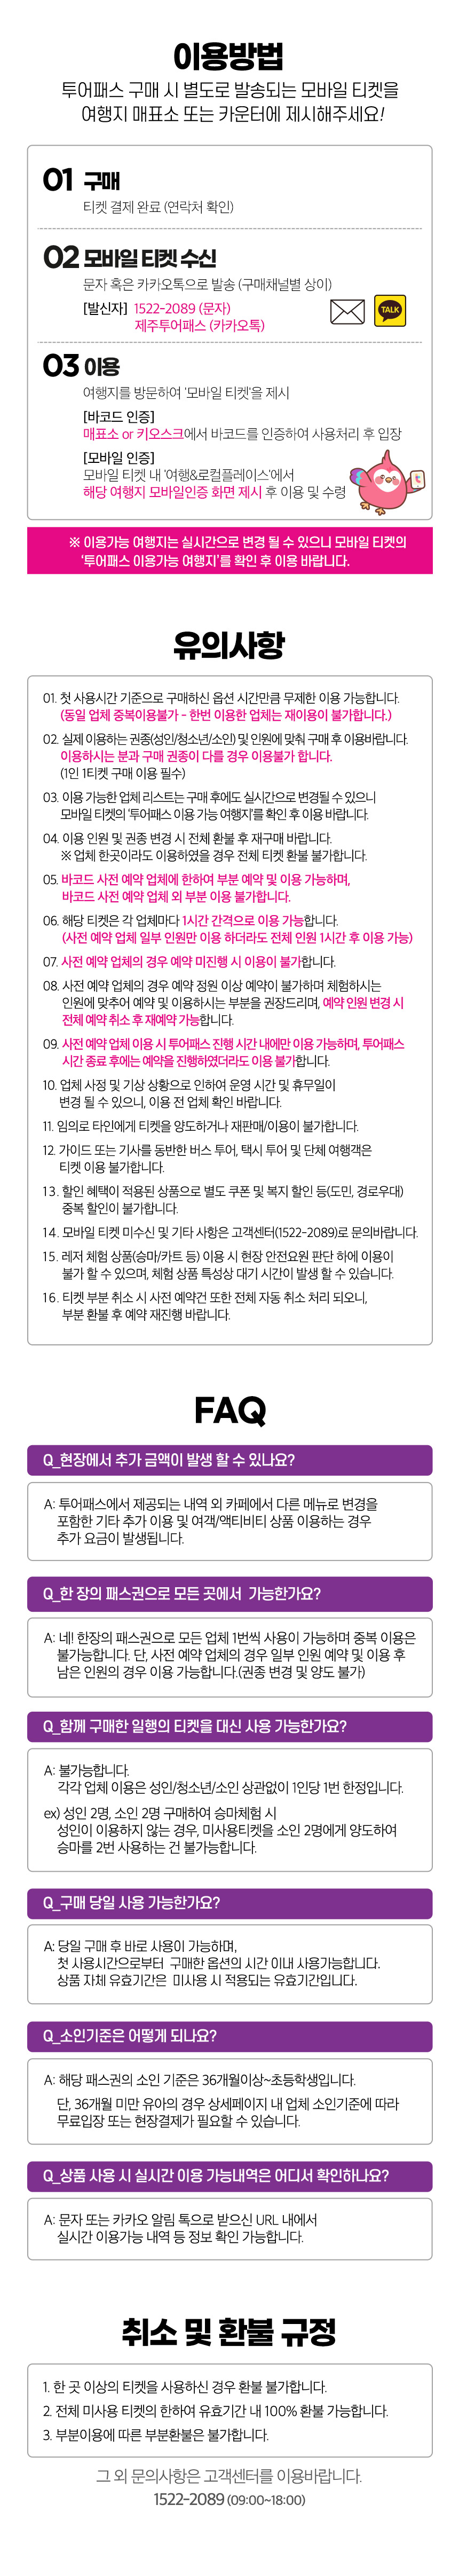 이용방법
투어패스 구매 시 별도로 발송되는 모바일 티켓을
여행지 매표소 또는 카운터에 제시해주세요!
01 구매
티켓 결제 완료 (연락처 확인)
02 모바일 티켓 수신
문자 혹은 카카오톡으로 발송 (구매채널별 상이)
[발신자] 1522-2089 (문자)
제주투어패스 (카카오톡)
TALK
03 이용
여행지를 방문하여 '모바일 티켓'을 제시
[바코드 인증]
매표소 or 키오스크에서 바코드를 인증하여 사용처리 후 입장
[모바일 인증]
모바일 티켓 내 '여행&로컬플레이스'에서
해당 여행지 모바일인증 화면 제시 후 이용 및 수령
t
※ 이용가능 여행지는 실시간으로 변경 될 수 있으니 모바일 티켓의
'투어패스 이용가능 여행지'를 확인 후 이용 바랍니다.
유의사항
01. 첫 사용시간 기준으로 구매하신 옵션 시간만큼 무제한 이용 가능합니다.
(동일 업체 중복이용불가 - 한번 이용한 업체는 재이용이 불가합니다.)
02. 실제 이용하는 권종(성인/청소년/소인) 및 인원에 맞춰 구매 후 이용바랍니다.
이용하시는 분과 구매 권종이 다를 경우 이용불가 합니다.
(1인 1티켓 구매 이용 필수)
03. 이용 가능한 업체 리스트는 구매 후에도 실시간으로 변경될 수 있으니
모바일 티켓의 '투어패스 이용 가능 여행지'를 확인 후 이용 바랍니다.
04. 이용 인원 및 권종 변경 시 전체 환불 후 재구매 바랍니다.
※ 업체 한곳이라도 이용하였을 경우 전체 티켓 환불 불가합니다.
05. 바코드 사전 예약 업체에 한하여 부분 예약 및 이용 가능하며,
바코드 사전 예약 업체 외 부분 이용 불가합니다.
06. 해당 티켓은 각 업체마다 1시간 간격으로 이용 가능합니다.
(사전 예약 업체 일부 인원만 이용 하더라도 전체 인원 1시간 후 이용 가능)
07. 사전 예약 업체의 경우 예약 미진행 시 이용이 불가합니다.
08. 사전 예약 업체의 경우 예약 정원 이상 예약이 불가하며 체험하시는
인원에 맞추어 예약 및 이용하시는 부분을 권장드리며, 예약 인원 변경 시
전체 예약 취소 후 재예약 가능합니다.
09. 사전 예약 업체 이용 시 투어패스 진행 시간 내에만 이용 가능하며, 투어패스
시간 종료 후에는 예약을 진행하였더라도 이용 불가합니다.
10. 업체 사정 및 기상 상황으로 인하여 운영 시간 및 휴무일이
변경 될 수 있으니, 이용 전 업체 확인 바랍니다.
11. 임의로 타인에게 티켓을 양도하거나 재판매/이용이 불가합니다.
12. 가이드 또는 기사를 동반한 버스 투어, 택시 투어 및 단체 여행객은
티켓 이용 불가합니다.
13. 할인 혜택이 적용된 상품으로 별도 쿠폰 및 복지 할인 등(도민, 경로우대)
중복 할인이 불가합니다.
14. 모바일 티켓 미수신 및 기타 사항은 고객센터(1522-2089)로 문의바랍니다.
15. 레저 체험 상품(승마/카트 등) 이용 시 현장 안전요원 판단 하에 이용이
불가 할 수 있으며, 체험 상품 특성상 대기 시간이 발생 할 수 있습니다.
16. 티켓 부분 취소 시 사전 예약건 또한 전체 자동 취소 처리 되오니,
부분 환불 후 예약 재진행 바랍니다.
FAQ
Q_현장에서 추가 금액이 발생 할 수 있나요?
A: 투어패스에서 제공되는 내역 외 카페에서 다른 메뉴로 변경을
포함한 기타 추가 이용 및 여객/액티비티 상품 이용하는 경우
추가 요금이 발생됩니다.
Q_한 장의 패스권으로 모든 곳에서 가능한가요?
A: 네! 한장의 패스권으로 모든 업체 1번씩 사용이 가능하며 중복 이용은
불가능합니다. 단, 사전 예약 업체의 경우 일부 인원 예약 및 이용 후
남은 인원의 경우 이용 가능합니다.(권종 변경 및 양도 불가)
Q_함께 구매한 일행의 티켓을 대신 사용 가능한가요?
A: 불가능합니다.
각각 업체 이용은 성인/청소년/소인 상관없이 1인당 1번 한정입니다.
ex) 성인 2명, 소인 2명 구매하여 승마체험 시
성인이 이용하지 않는 경우, 미사용티켓을 소인 2명에게 양도하여
승마를 2번 사용하는 건 불가능합니다.
Q_구매 당일 사용 가능한가요?
A: 당일 구매 후 바로 사용이 가능하며,
첫 사용시간으로부터 구매한 옵션의 시간 이내 사용가능합니다.
상품 자체 유효기간은 미사용 시 적용되는 유효기간입니다.
Q_소인기준은 어떻게 되나요?
A: 해당 패스권의 소인 기준은 36개월이상~초등학생입니다.
단, 36개월 미만 유아의 경우 상세페이지 내 업체 소인기준에 따라
무료입장 또는 현장결제가 필요할 수 있습니다.
Q_상품 사용 시 실시간 이용 가능내역은 어디서 확인하나요?
A: 문자 또는 카카오 알림 톡으로 받으신 URL 내에서
실시간 이용가능 내역 등 정보 확인 가능합니다.
취소 및 환불 규정
1. 한 곳 이상의 티켓을 사용하신 경우 환불 불가합니다.
2. 전체 미사용 티켓의 한하여 유효기간 내 100% 환불 가능합니다.
3. 부분이용에 따른 부분환불은 불가합니다.
그 외 문의사항은 고객센터를 이용바랍니다.
1522-2089 (09:00~18:00)